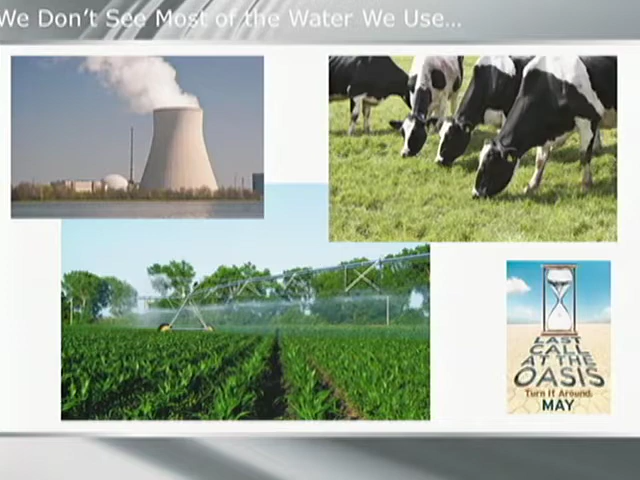 We Don't See Most of the Water We Use...
LAST
CALL
AT THE
OASIS
Turn It Around.
MAY